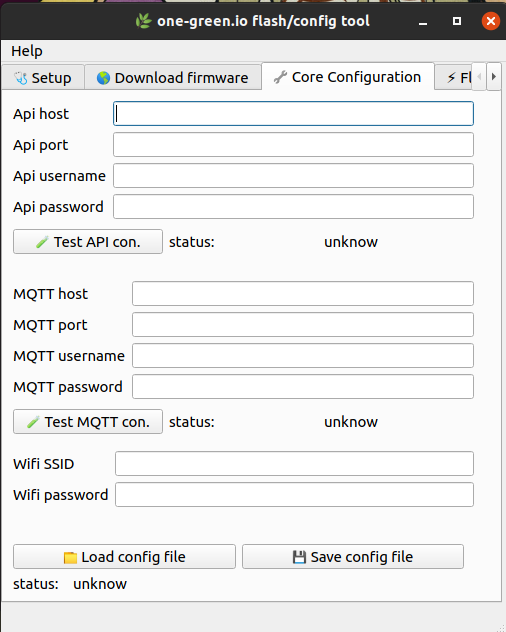 one-green.io flash/config tool
Help
Setup Download firmware Core Configuration
Api host
Api port
Api username
Api password
Test API con. status: unknow
MQTT host
MQTT port
MQTT username
MQTT password
Test MQTT con. status: unknow
Wifi SSID
Wifi password
Load config file Save config file
status: unknow